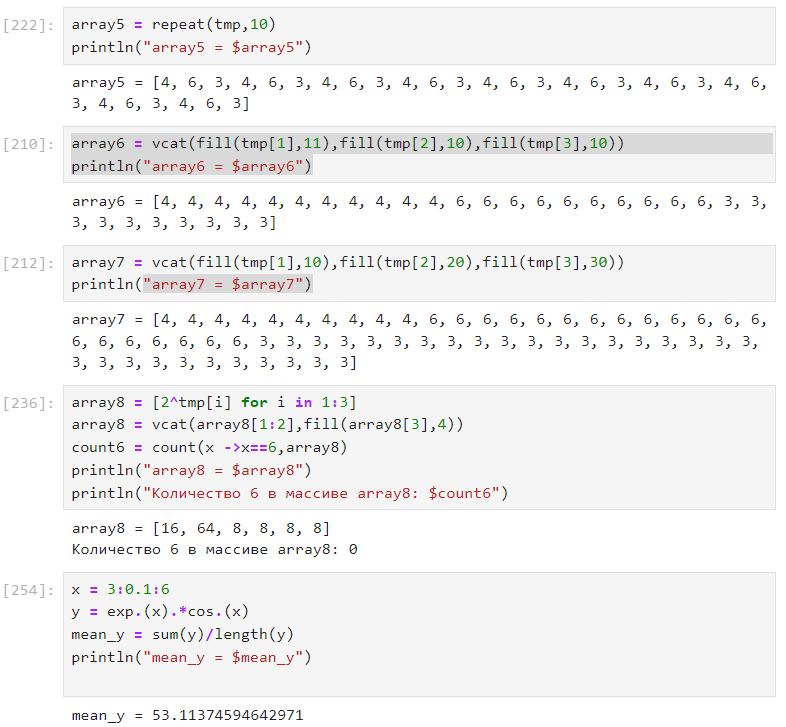 [222]:
array5 = repeat(tmp,10)
println("array5 = $array5")
array5 = [4, 6, 3, 4, 6, 3, 4, 6, 3, 4, 6, 3, 4, 6, 3, 4, 6, 3, 4, 6, 3, 4, 6,
3, 4, 6, 3, 4, 6, 3]
[210]:
array6 = vcat(fill(tmp[1],11),fill(tmp[2],10),fill(tmp[3],10))
println("array6 = $array6")
array6 = [4, 4, 4, 4, 4, 4, 4, 4, 4, 4, 4, 6, 6, 6, 6, 6, 6, 6, 6, 6, 6, 3, 3,
3, 3, 3, 3, 3, 3, 3, 3]
[212]:
array7 = vcat(fill(tmp[1],10),fill(tmp[2],20),fill(tmp[3],30))
println("array7 = $array7")
array7 = [4, 4, 4, 4, 4, 4, 4, 4, 4, 4, 6, 6, 6, 6, 6, 6, 6, 6, 6, 6, 6, 6, 6,
6, 6, 6, 6, 6, 6, 6, 3, 3, 3, 3, 3, 3, 3, 3, 3, 3, 3, 3, 3, 3, 3, 3, 3, 3, 3,
3, 3, 3, 3, 3, 3, 3, 3, 3, 3, 3]
[236]:
array8 = [2^tmp[i] for i in 1:3]
array8 = vcat(array8[1:2],fill(array8[3],4))
count6 = count(x ->x==6,array8)
println("array8 = $array8")
println("Количество 6 в массиве array8: $count6")
array8 = [16, 64, 8, 8, 8, 8]
Количество 6 в массиве array8: 0
[254]:
x = 3:0.1:6
y = exp.(x).*cos.(x)
mean_y = sum(y)/length(y)
println("mean_y = $mean_y")
mean_y = 53.11374594642971